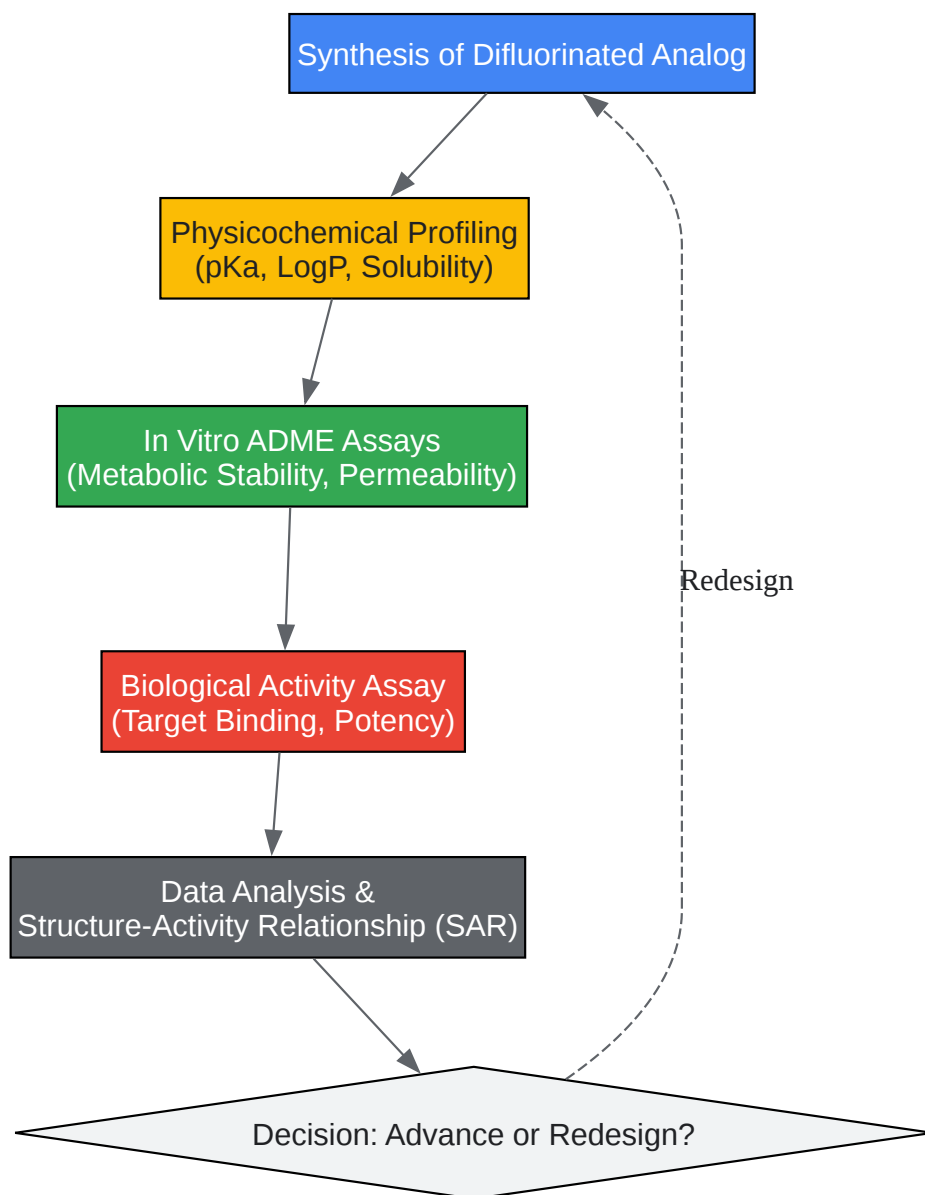 Synthesis of Difluorinated Analog
Physicochemical Profiling
(pKa, LogP, Solubility)
In Vitro ADME Assays
(Metabolic Stability, Permeability)
Redesign
Biological Activity Assay
(Target Binding, Potency)
Data Analysis &
Structure-Activity Relationship (SAR)
Decision: Advance or Redesign?